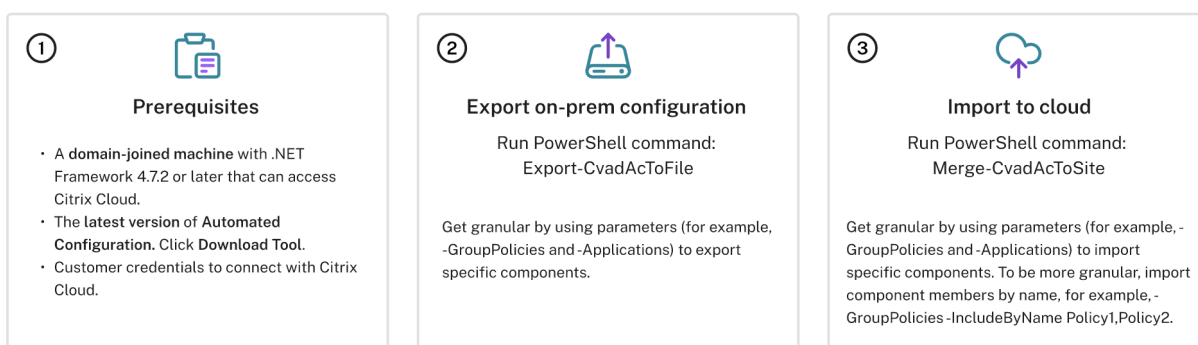 1
Prerequisites
• A domain-joined machine with .NET
Framework 4.7.2 or later that can access
Citrix Cloud.
• The latest version of Automated
Configuration. Click Download Tool.
• Customer credentials to connect with Citrix
Cloud.
2
Export on-prem configuration
Run PowerShell command:
Export-CvadAcToFile
Get granular by using parameters (for example,
-GroupPolicies and -Applications) to export
specific components.
3
Import to cloud
Run PowerShell command:
Merge-CvadAcToSite
Get granular by using parameters (for example, -
GroupPolicies and -Applications) to import
specific components. To be more granular, import
component members by name, for example, -
GroupPolicies -IncludeByName Policy1,Policy2.